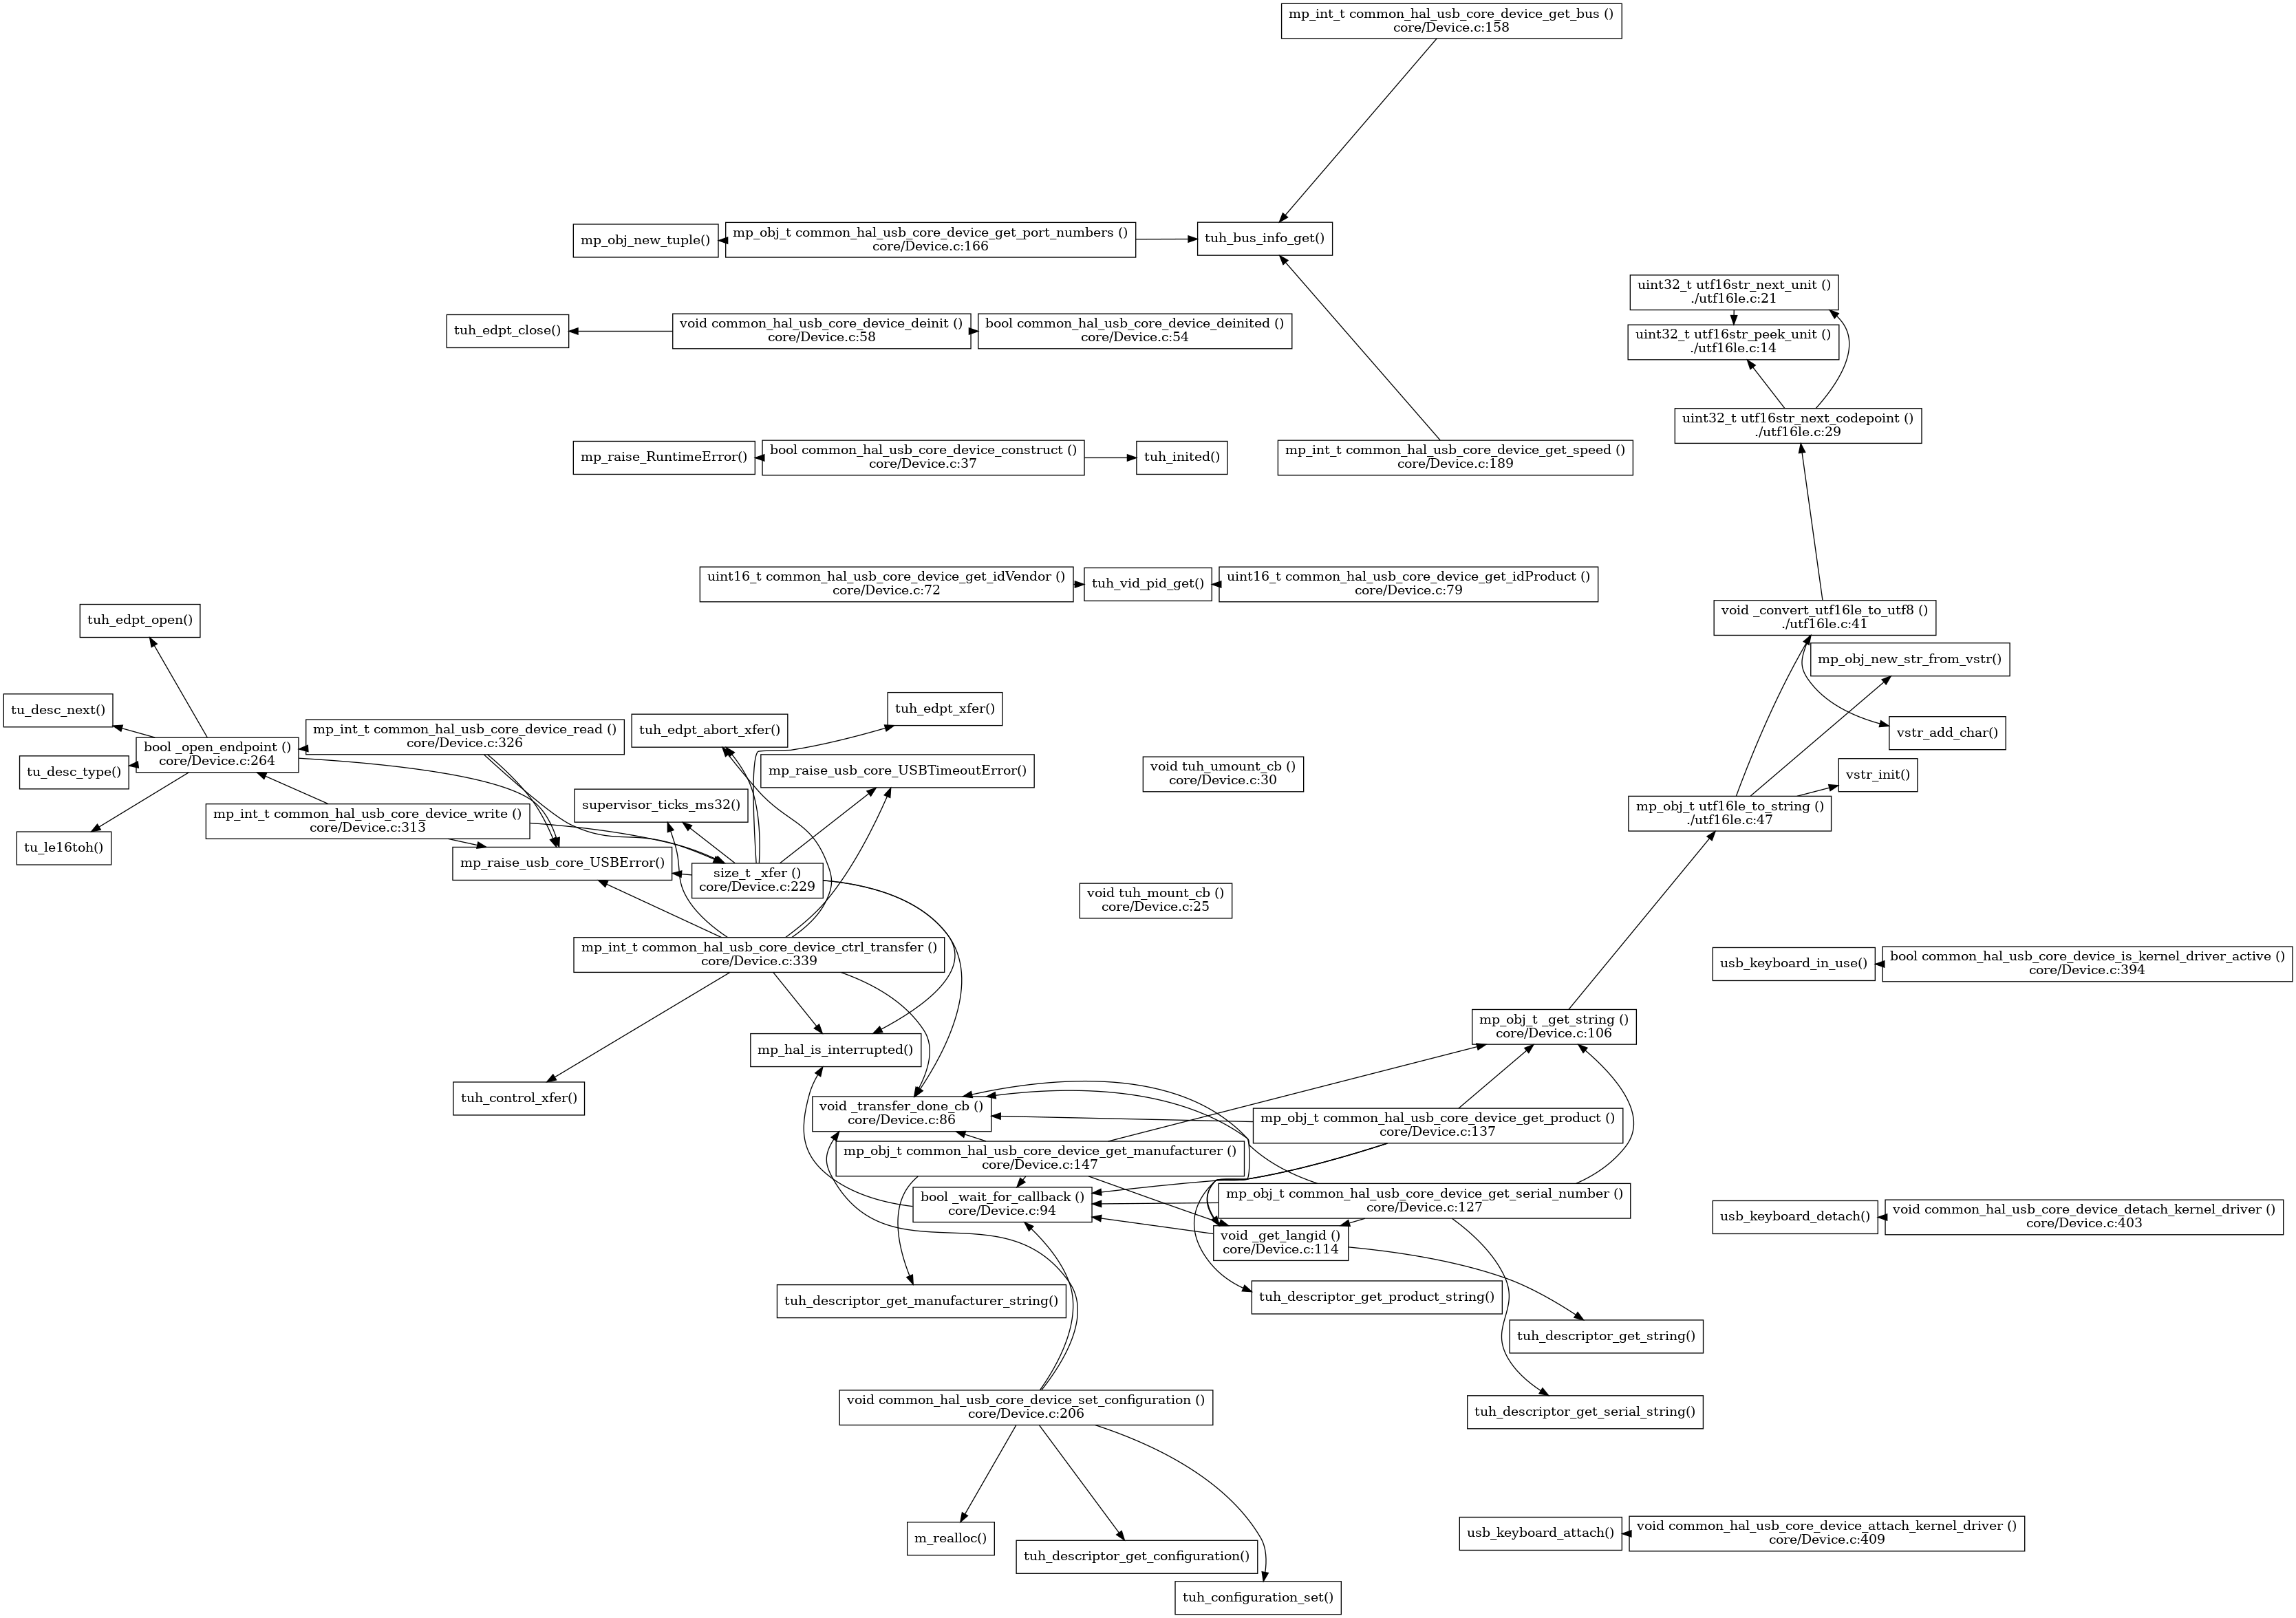 mp_int_t common_hal_usb_core_device_get_bus ()
core/Device.c:158
mp_obj_new_tuple()
mp_obj_t common_hal_usb_core_device_get_port_numbers ()
core/Device.c:166
tuh_bus_info_get()
uint32_t utf16str_next_unit ()
./utf16le.c:21
tuh_edpt_close()
void common_hal_usb_core_device_deinit ()
core/Device.c:58
bool common_hal_usb_core_device_deinited ()
core/Device.c:54
uint32_t utf16str_peek_unit ()
./utf16le.c:14
uint32_t utf16str_next_codepoint ()
./utf16le.c:29
mp_raise_RuntimeError()
bool common_hal_usb_core_device_construct ()
core/Device.c:37
tuh_inited()
mp_int_t common_hal_usb_core_device_get_speed ()
core/Device.c:189
uint16_t common_hal_usb_core_device_get_idVendor ()
core/Device.c:72
tuh_vid_pid_get()
uint16_t common_hal_usb_core_device_get_idProduct ()
core/Device.c:79
tuh_edpt_open()
void _convert_utf16le_to_utf8 ()
./utf16le.c:41
mp_obj_new_str_from_vstr()
tu_desc_next()
tuh_edpt_xfer()
mp_int_t common_hal_usb_core_device_read ()
core/Device.c:326
tuh_edpt_abort_xfer()
vstr_add_char()
bool _open_endpoint ()
core/Device.c:264
tu_desc_type()
mp_raise_usb_core_USBTimeoutError()
void tuh_umount_cb ()
core/Device.c:30
vstr_init()
supervisor_ticks_ms32()
mp_int_t common_hal_usb_core_device_write ()
core/Device.c:313
mp_obj_t utf16le_to_string ()
./utf16le.c:47
tu_le16toh()
mp_raise_usb_core_USBError()
size_t _xfer ()
core/Device.c:229
void tuh_mount_cb ()
core/Device.c:25
mp_int_t common_hal_usb_core_device_ctrl_transfer ()
core/Device.c:339
usb_keyboard_in_use()
bool common_hal_usb_core_device_is_kernel_driver_active ()
core/Device.c:394
mp_obj_t _get_string ()
core/Device.c:106
mp_hal_is_interrupted()
tuh_control_xfer()
void _transfer_done_cb ()
core/Device.c:86
mp_obj_t common_hal_usb_core_device_get_product ()
core/Device.c:137
mp_obj_t common_hal_usb_core_device_get_manufacturer ()
core/Device.c:147
bool _wait_for_callback ()
core/Device.c:94
mp_obj_t common_hal_usb_core_device_get_serial_number ()
core/Device.c:127
usb_keyboard_detach()
void common_hal_usb_core_device_detach_kernel_driver ()
core/Device.c:403
void _get_langid ()
core/Device.c:114
tuh_descriptor_get_manufacturer_string()
tuh_descriptor_get_product_string()
tuh_descriptor_get_string()
void common_hal_usb_core_device_set_configuration ()
core/Device.c:206
tuh_descriptor_get_serial_string()
m_realloc()
tuh_descriptor_get_configuration()
usb_keyboard_attach()
void common_hal_usb_core_device_attach_kernel_driver ()
core/Device.c:409
tuh_configuration_set()